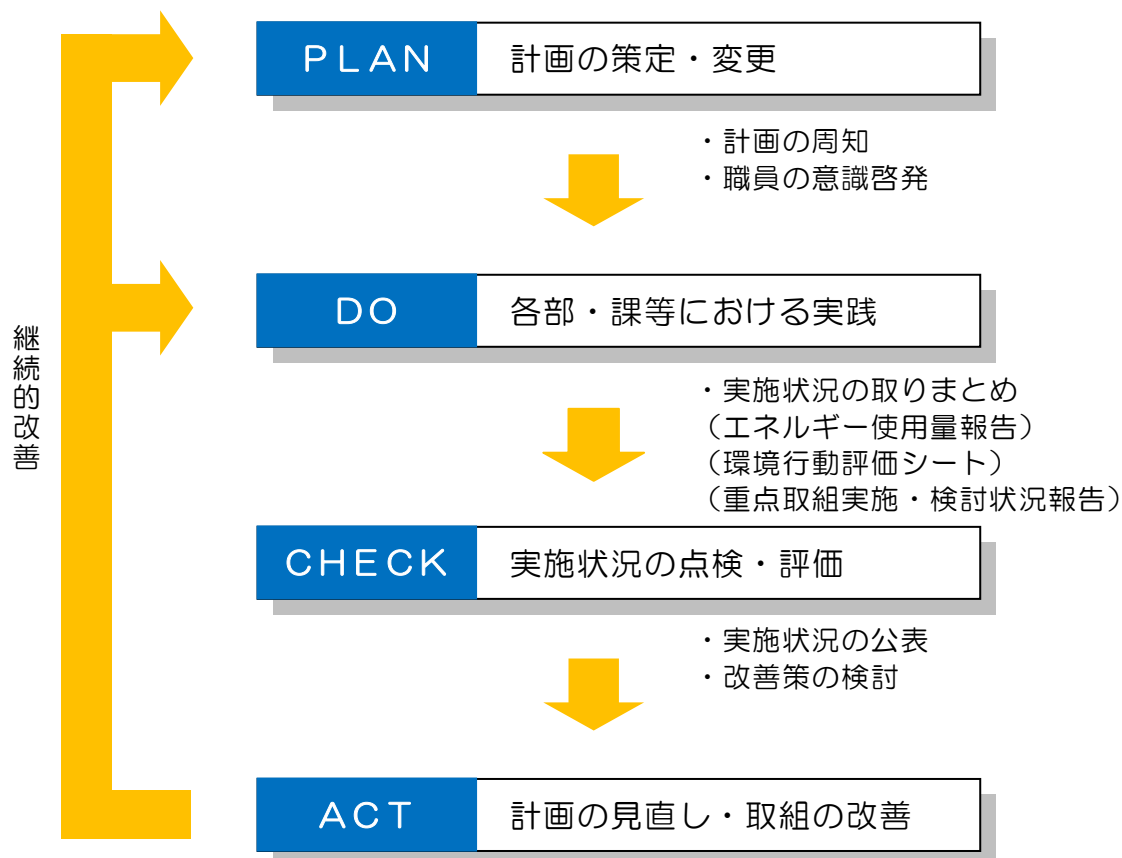 PLAN 計画の策定・変更
・計画の周知
・職員の意識啓発
DO 各部・課等における実践
・実施状況の取りまとめ
（エネルギー使用量報告）
（環境行動評価シート）
（重点取組実施・検討状況報告）
CHECK 実施状況の点検・評価
・実施状況の公表
・改善策の検討
ACT 計画の見直し・取組の改善
継続的改善